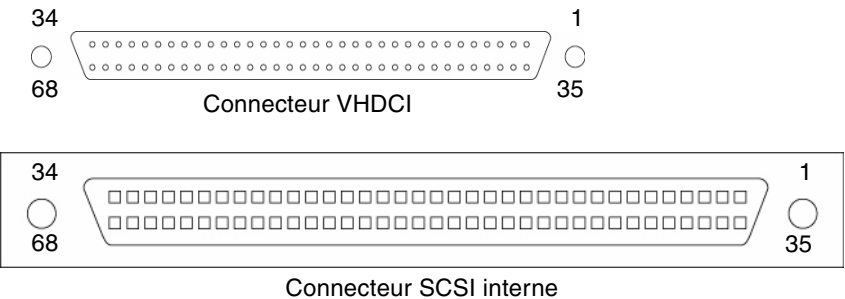 34 1
68 35
Connecteur VHDCI
34 1
68 35
Connecteur SCSI interne